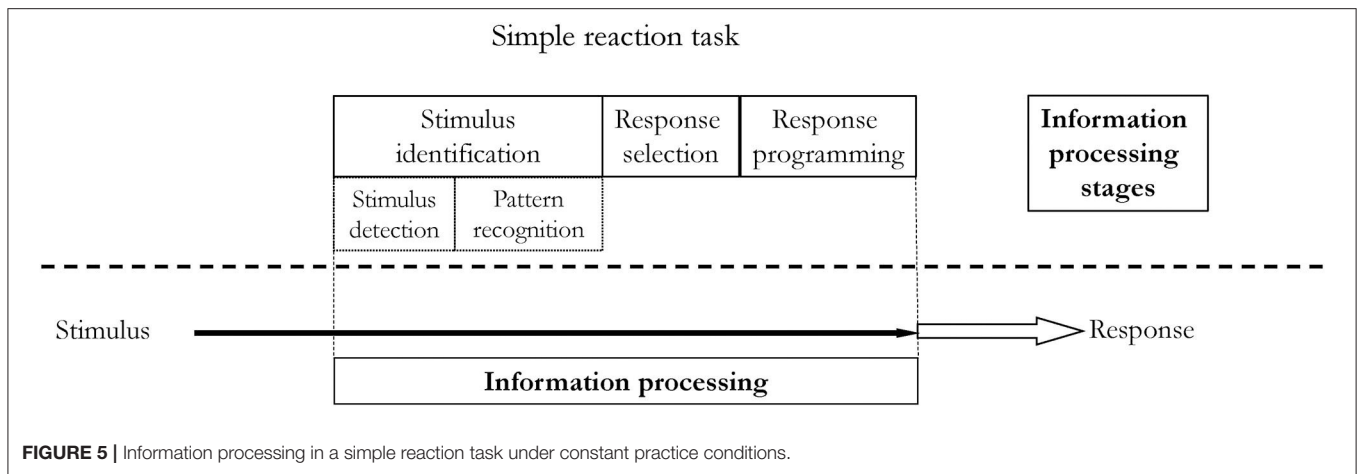 Simple reaction task
Stimulus
identification
Response
selection
Response
programming
Information
processing
stages
Stimulus
detection
Pattern
recognition
Stimulus
Response
Information processing
FIGURE 5 | Information processing in a simple reaction task under constant practice conditions.